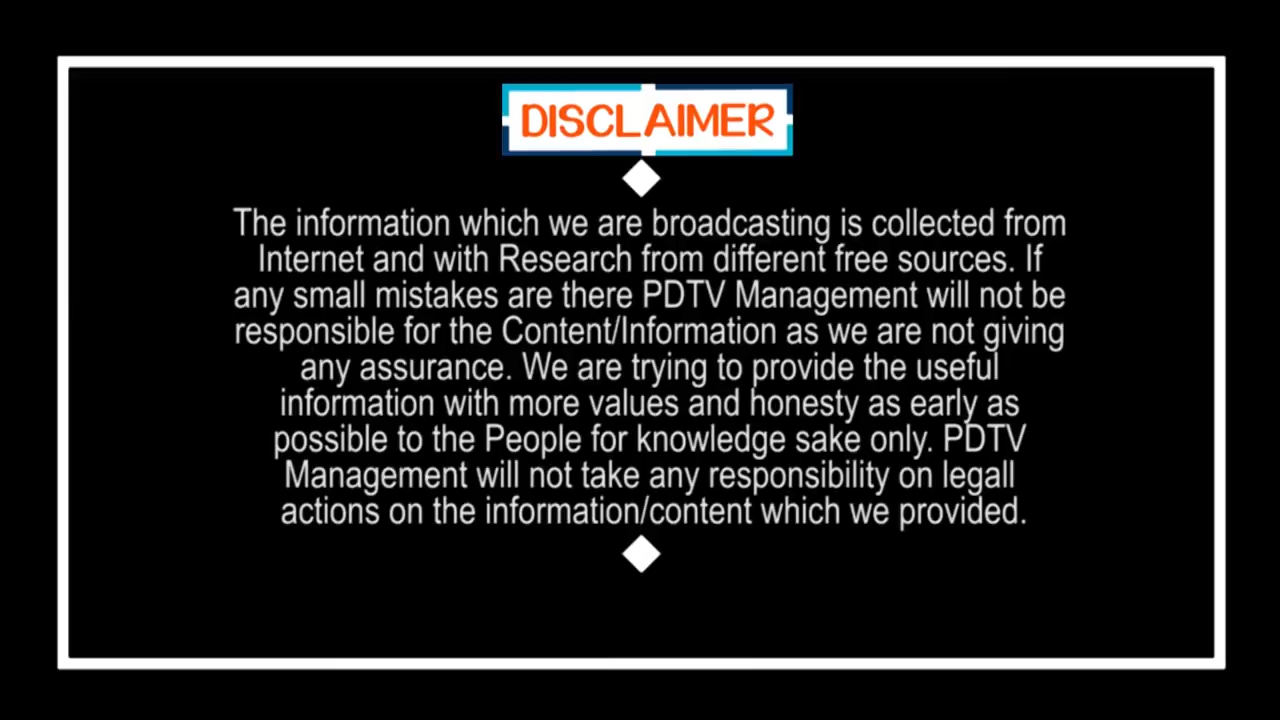 DISCLAIMER
The information which we are broadcasting is collected from
Internet and with Research from different free sources. If
any small mistakes are there PDTV Management will not be
responsible for the Content/Information as we are not giving
any assurance. We are trying to provide the useful
information with more values and honesty as early as
possible to the People for knowledge sake only. PDTV
Management will not take any responsibility on legall
actions on the information/content which we provided.